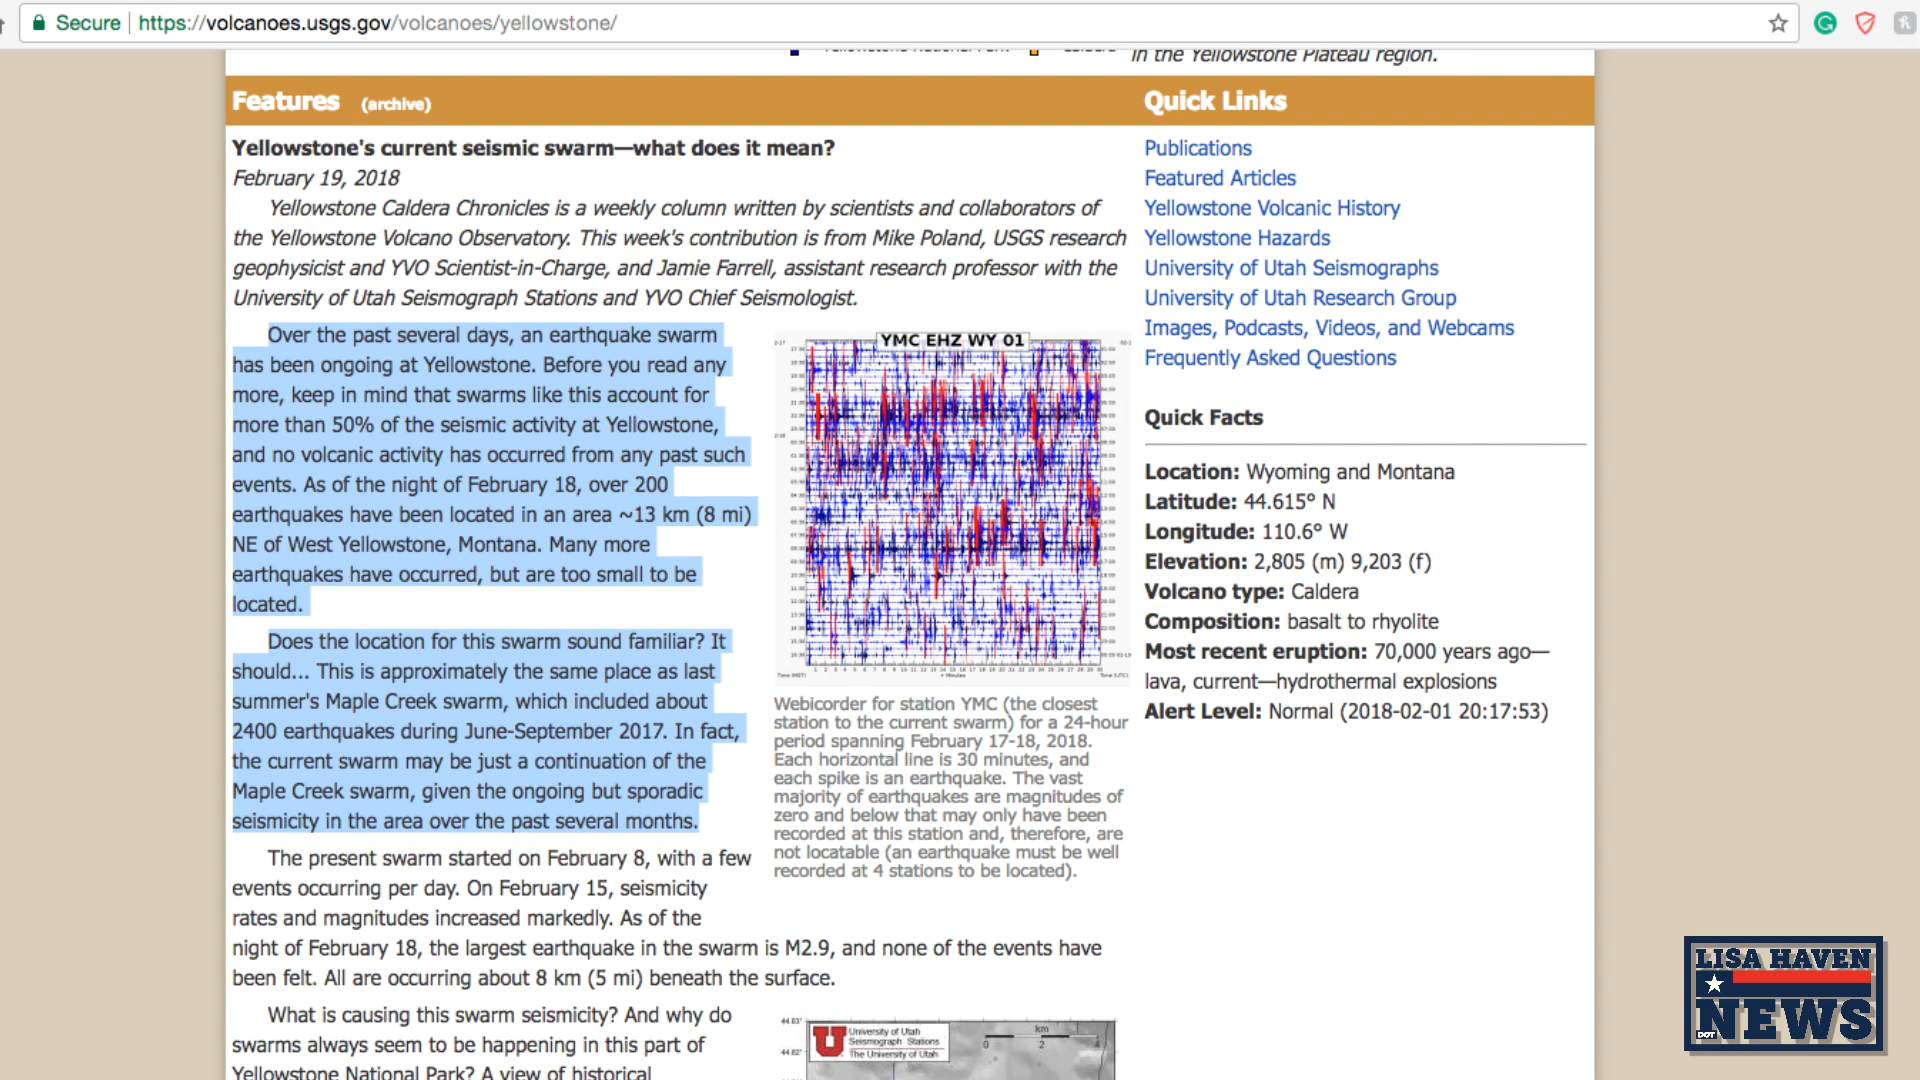 Secure https://volcanoes.usgs.gov/volcanoes/yellowstone/
in the Yellowstone Plateau region.
Features (archive)
Yellowstone's current seismic swarm—what does it mean?
February 19, 2018
Yellowstone Caldera Chronicles is a weekly column written by scientists and collaborators of
the Yellowstone Volcano Observatory. This week's contribution is from Mike Poland, USGS research
geophysicist and YVO Scientist-in-Charge, and Jamie Farrell, assistant research professor with the
University of Utah Seismograph Stations and YVO Chief Seismologist.
Over the past several days, an earthquake swarm
has been ongoing at Yellowstone. Before you read any
more, keep in mind that swarms like this account for
more than 50% of the seismic activity at Yellowstone,
and no volcanic activity has occurred from any past such
events. As of the night of February 18, over 200
earthquakes have been located in an area ~13 km (8 mi)
NE of West Yellowstone, Montana. Many more
earthquakes have occurred, but are too small to be
located.
Does the location for this swarm sound familiar? It
should... This is approximately the same place as last
summer's Maple Creek swarm, which included about
2400 earthquakes during June-September 2017. In fact,
the current swarm may be just a continuation of the
Maple Creek swarm, given the ongoing but sporadic
seismicity in the area over the past several months.
The present swarm started on February 8, with a few
events occurring per day. On February 15, seismicity
rates and magnitudes increased markedly. As of the
night of February 18, the largest earthquake in the swarm is M2.9, and none of the events have
been felt. All are occurring about 8 km (5 mi) beneath the surface.
What is causing this swarm seismicity? And why do
swarms always seem to be happening in this part of
Yellowstone National Park? A view of historical
YMC EHZ WY 01
Webicorder for station YMC (the closest
station to the current swarm) for a 24-hour
period spanning February 17-18, 2018.
Each horizontal line is 30 minutes, and
each spike is an earthquake. The vast
majority of earthquakes are magnitudes of
zero and below that may only have been
recorded at this station and, therefore, are
not locatable (an earthquake must be well
recorded at 4 stations to be located).
44.83'
44.82'
University of Utah
Seismograph Stations
The University of Utah
km
0 2 4
Quick Links
Publications
Featured Articles
Yellowstone Volcanic History
Yellowstone Hazards
University of Utah Seismographs
University of Utah Research Group
Images, Podcasts, Videos, and Webcams
Frequently Asked Questions
Quick Facts
Location: Wyoming and Montana
Latitude: 44.615° N
Longitude: 110.6° W
Elevation: 2,805 (m) 9,203 (f)
Volcano type: Caldera
Composition: basalt to rhyolite
Most recent eruption: 70,000 years ago—
lava, current—hydrothermal explosions
Alert Level: Normal (2018-02-01 20:17:53)
LISA HAVEN
DOT NEWS